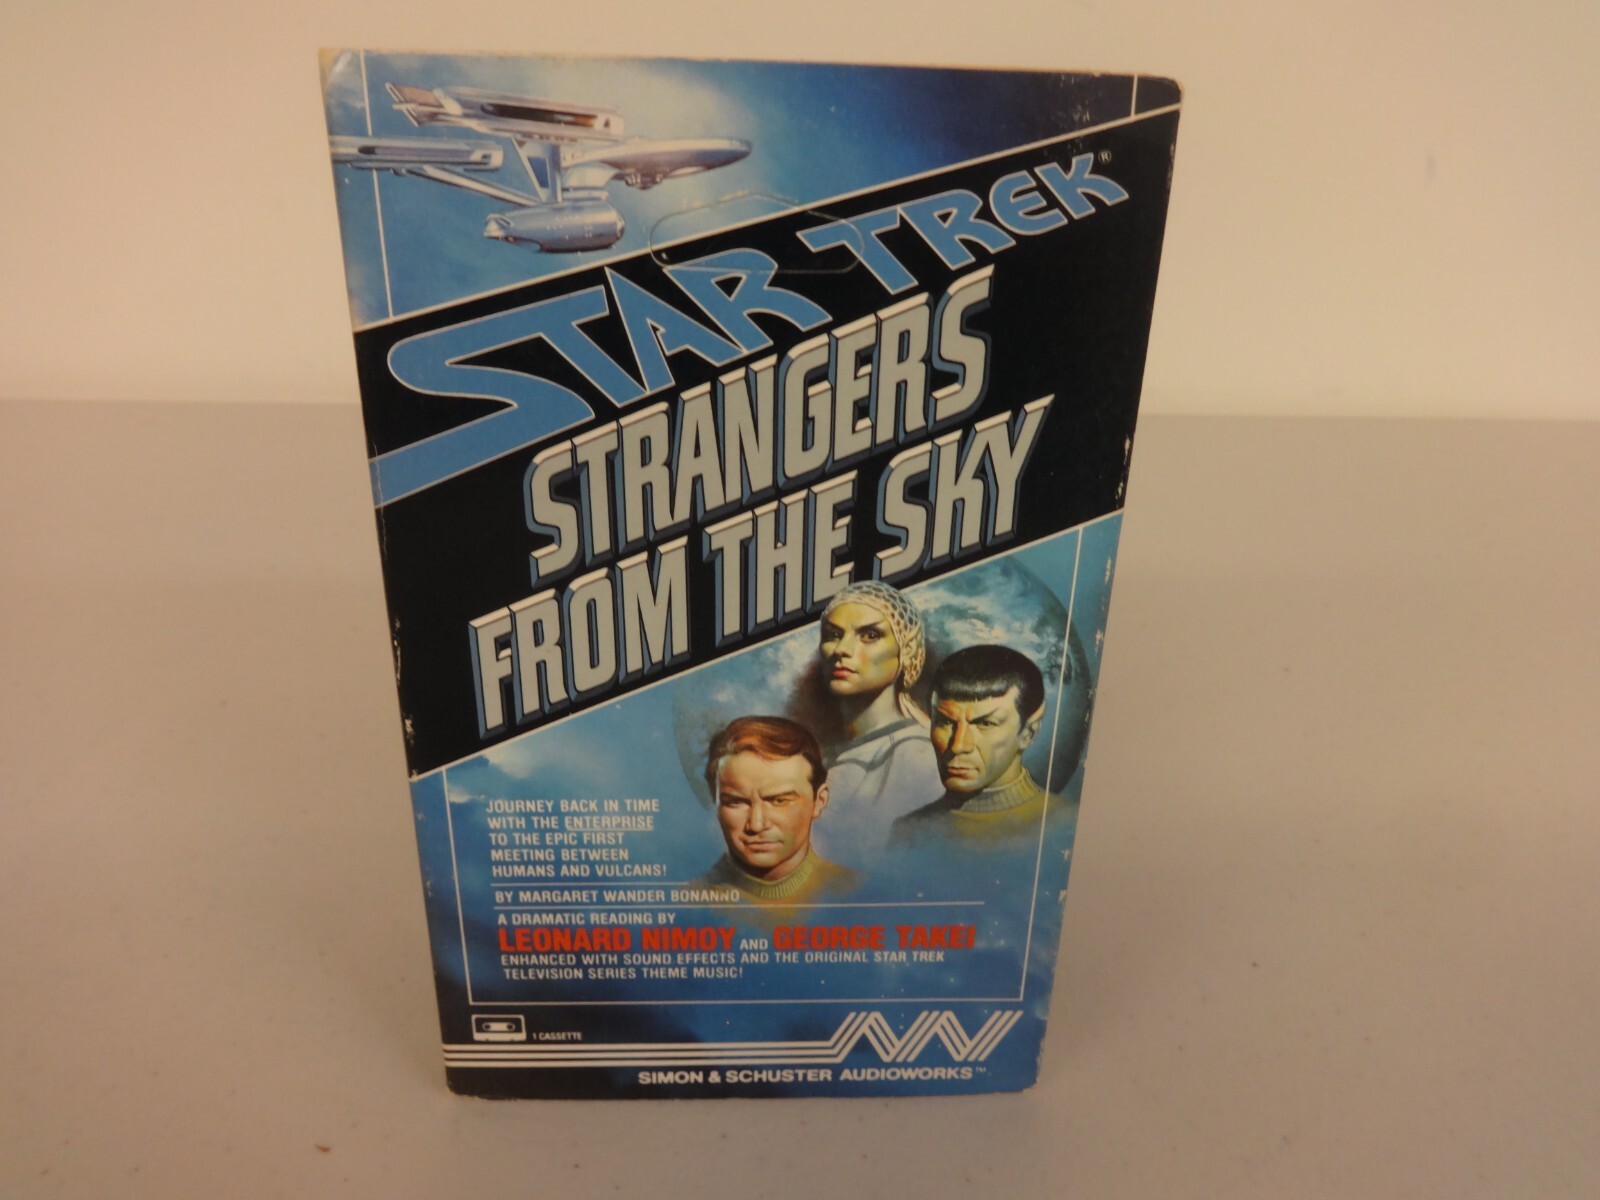 STAR TREK®
STRANGERS
FROM THE SKY
JOURNEY BACK IN TIME
WITH THE ENTERPRISE
TO THE EPIC FIRST
MEETING BETWEEN
HUMANS AND VULCANS!
BY MARGARET WANDER BONANNO
A DRAMATIC READING BY
LEONARD NIMOY AND GEORGE TAKEI
ENHANCED WITH SOUND EFFECTS AND THE ORIGINAL STAR TREK
TELEVISION SERIES THEME MUSIC!
1 CASSETTE
SIMON & SCHUSTER AUDIOWORKS™